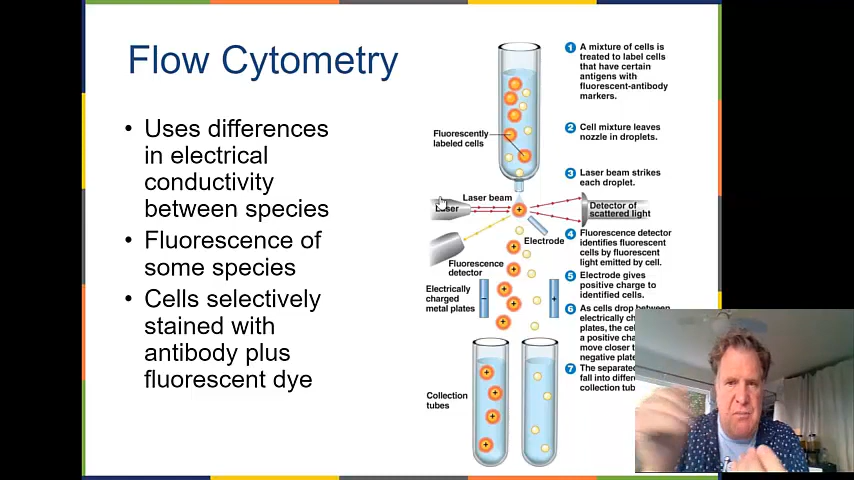 Flow Cytometry
• Uses differences
in electrical
conductivity
between species
• Fluorescence of
some species
• Cells selectively
stained with
antibody plus
fluorescent dye
Fluorescently
labeled cells
Laser beam
Laser
Detector of
scattered light
Electrode
Fluorescence
detector
Electrically
charged
metal plates
Collection
tubes
1 A mixture of cells is
treated to label cells
that have certain
antigens with
fluorescent-antibody
markers.
2 Cell mixture leaves
nozzle in droplets.
3 Laser beam strikes
each droplet.
4 Fluorescence detector
identifies fluorescent
cells by fluorescent
light emitted by cell.
5 Electrode gives
positive charge to
identified cells.
6 As cells drop between
electrically
plates, the
a positive
move closer
negative
7 The separated
fall into
collection